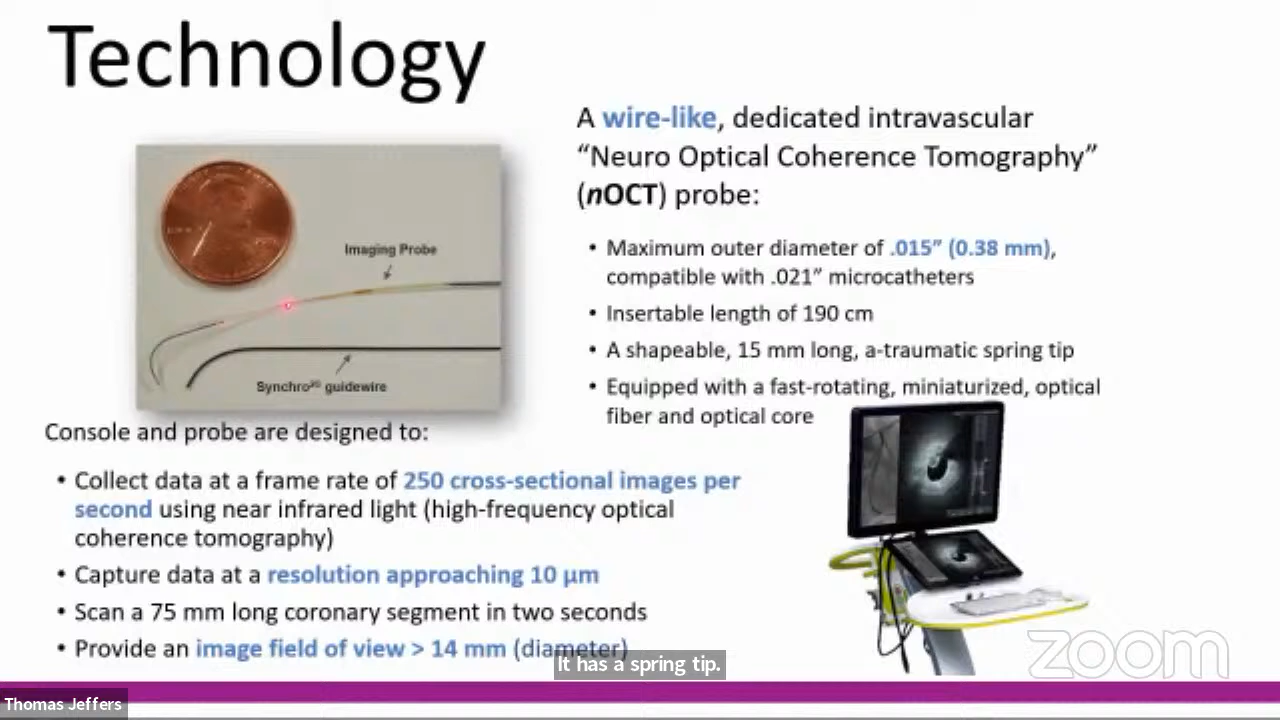 Technology
A wire-like, dedicated intravascular
“Neuro Optical Coherence Tomography”
(nOCT) probe:
• Maximum outer diameter of .015” (0.38 mm),
compatible with .021” microcatheters
• Insertable length of 190 cm
• A shapeable, 15 mm long, a-traumatic spring tip
• Equipped with a fast-rotating, miniaturized, optical
fiber and optical core
Imaging Probe
Synchro²® guidewire
Console and probe are designed to:
• Collect data at a frame rate of 250 cross-sectional images per
second using near infrared light (high-frequency optical
coherence tomography)
• Capture data at a resolution approaching 10 µm
• Scan a 75 mm long coronary segment in two seconds
• Provide an image field of view > 14 mm (diameter)
It has a spring tip.
zoom
Thomas Jeffers